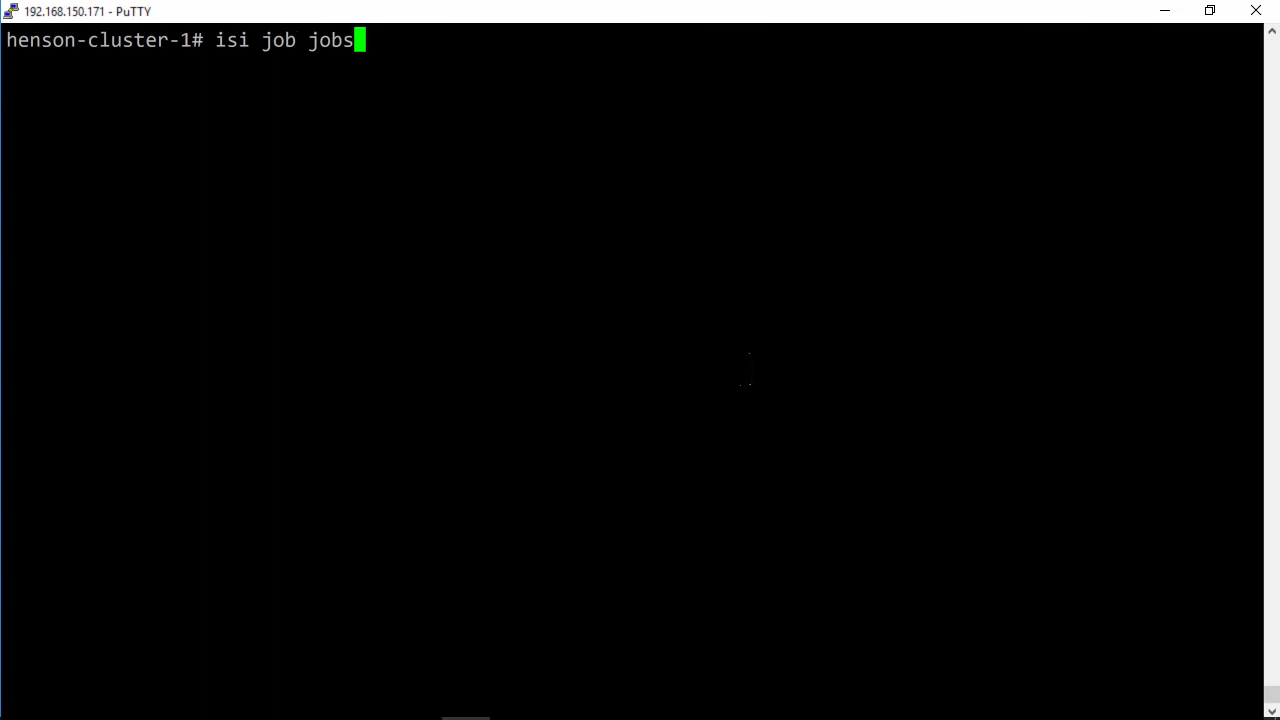 192.168.150.171 - PuTTY
henson-cluster-1# isi job jobs